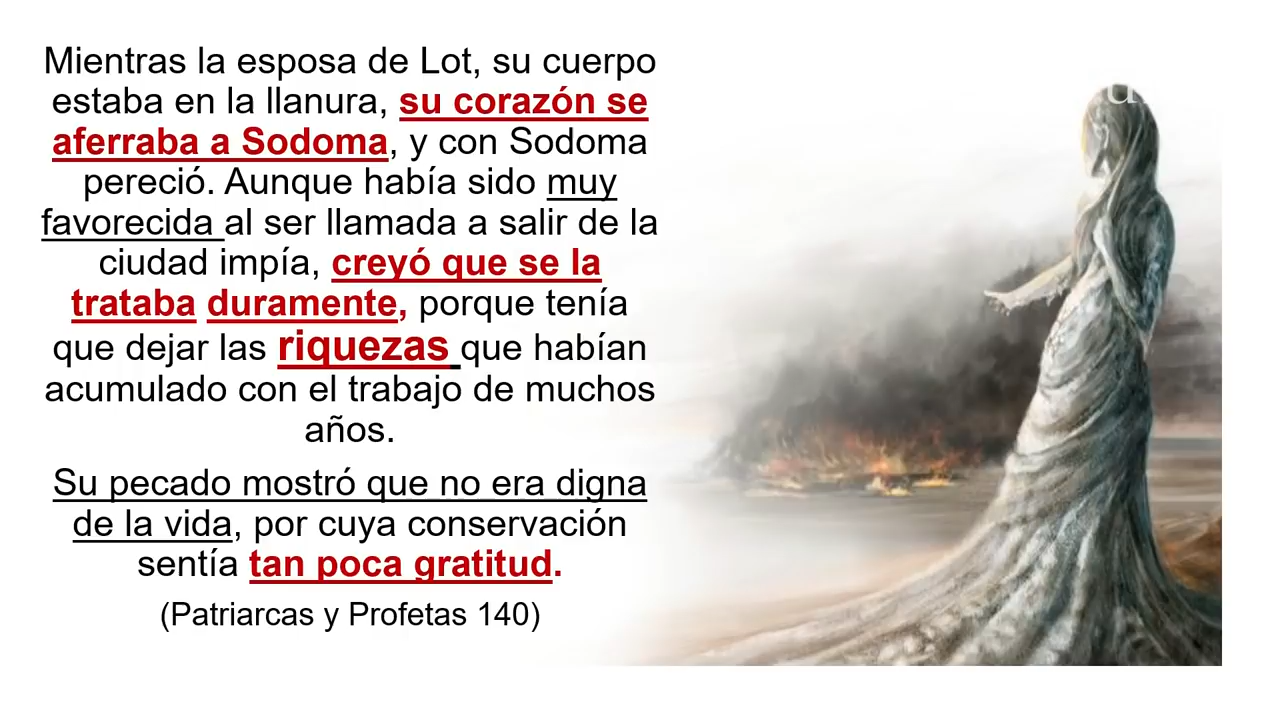 Mientras la esposa de Lot, su cuerpo
estaba en la llanura, su corazón se
aferraba a Sodoma, y con Sodoma
pereció. Aunque había sido muy
favorecida al ser llamada a salir de la
ciudad impía, creyó que se la
trataba duramente, porque tenía
que dejar las riquezas que habían
acumulado con el trabajo de muchos
años.
Su pecado mostró que no era digna
de la vida, por cuya conservación
sentía tan poca gratitud.
(Patriarcas y Profetas 140)